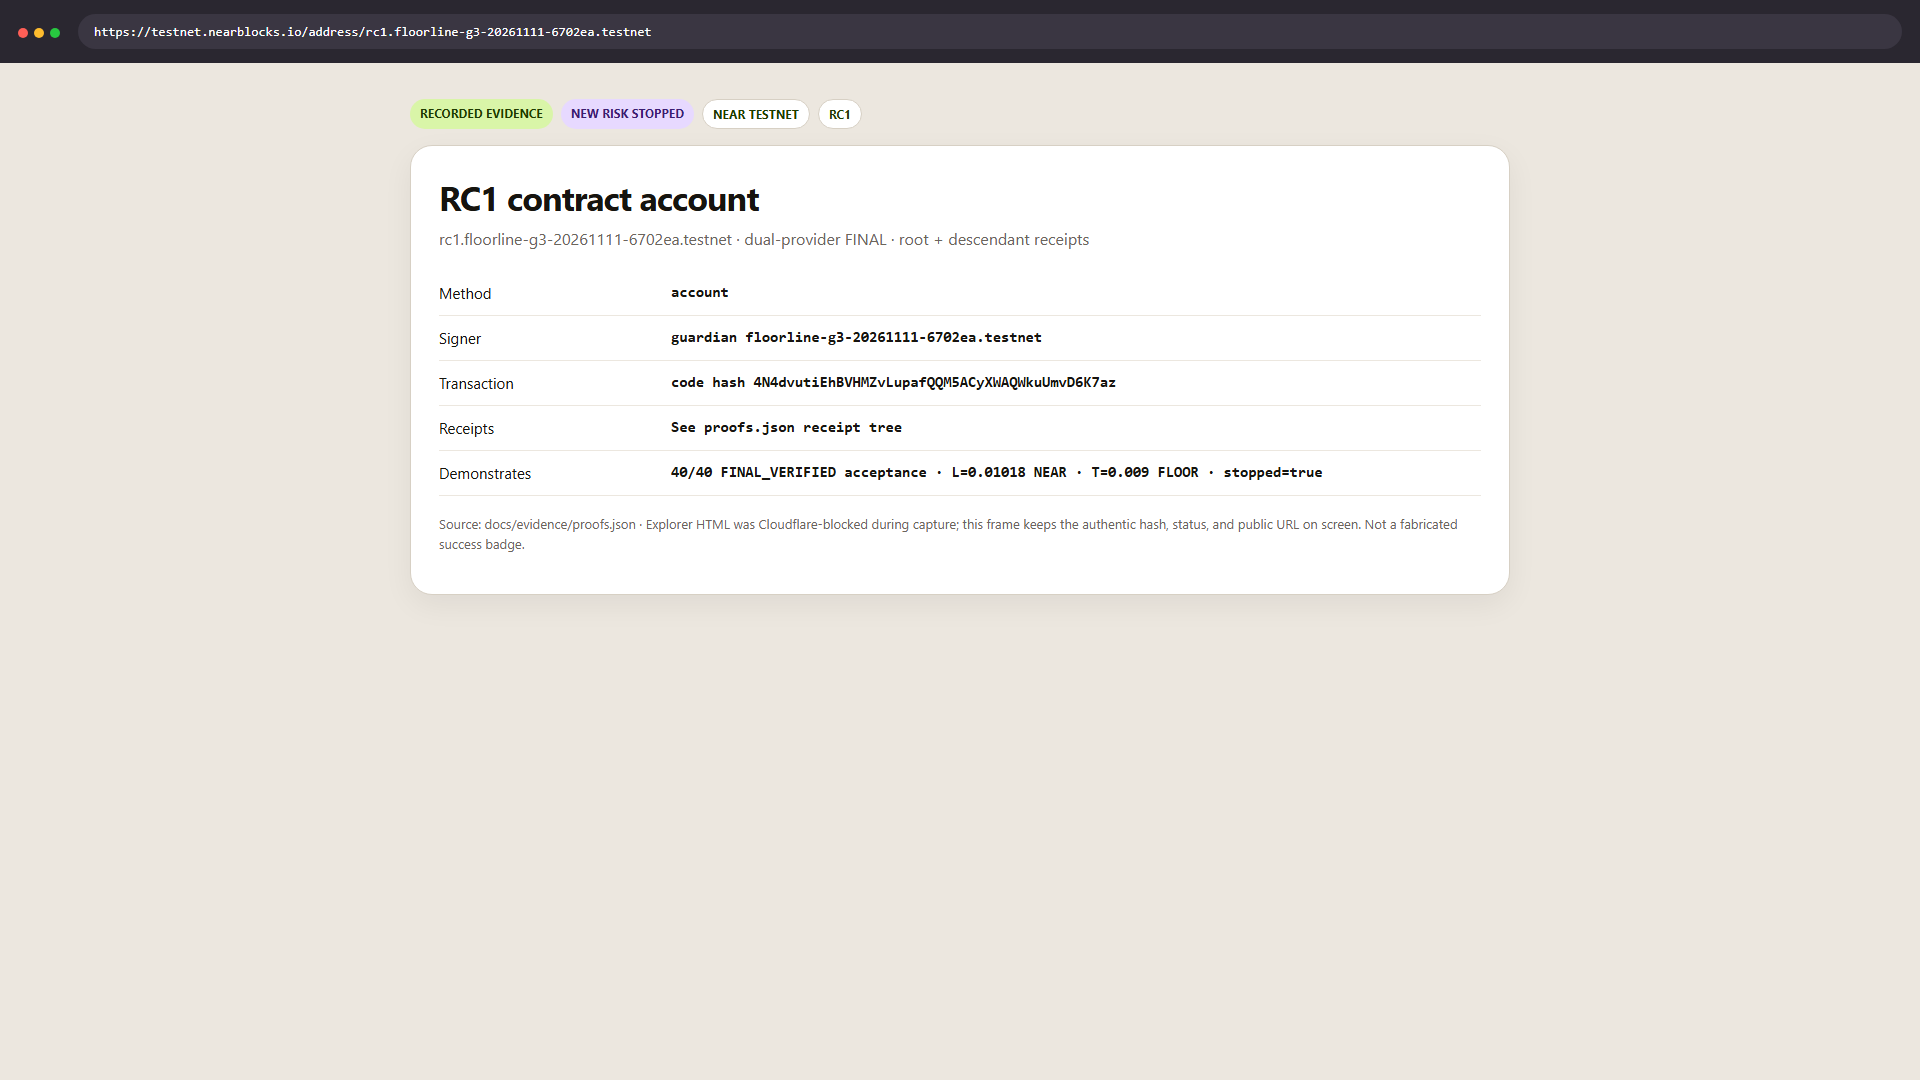 https://testnet.nearblocks.io/address/rc1.floorline-g3-20261111-6702ea.testnet
RECORDED EVIDENCE NEW RISK STOPPED NEAR TESTNET RC1
RC1 contract account
rc1.floorline-g3-20261111-6702ea.testnet · dual-provider FINAL · root + descendant receipts
Method account
Signer guardian floorline-g3-20261111-6702ea.testnet
Transaction code hash 4N4dvutiEhBVHMZvLupafQQM5ACyXWAQWkuUmvD6K7az
Receipts See proofs.json receipt tree
Demonstrates 40/40 FINAL_VERIFIED acceptance · L=0.01018 NEAR · T=0.009 FLOOR · stopped=true
Source: docs/evidence/proofs.json · Explorer HTML was Cloudflare-blocked during capture; this frame keeps the authentic hash, status, and public URL on screen. Not a fabricated
success badge.